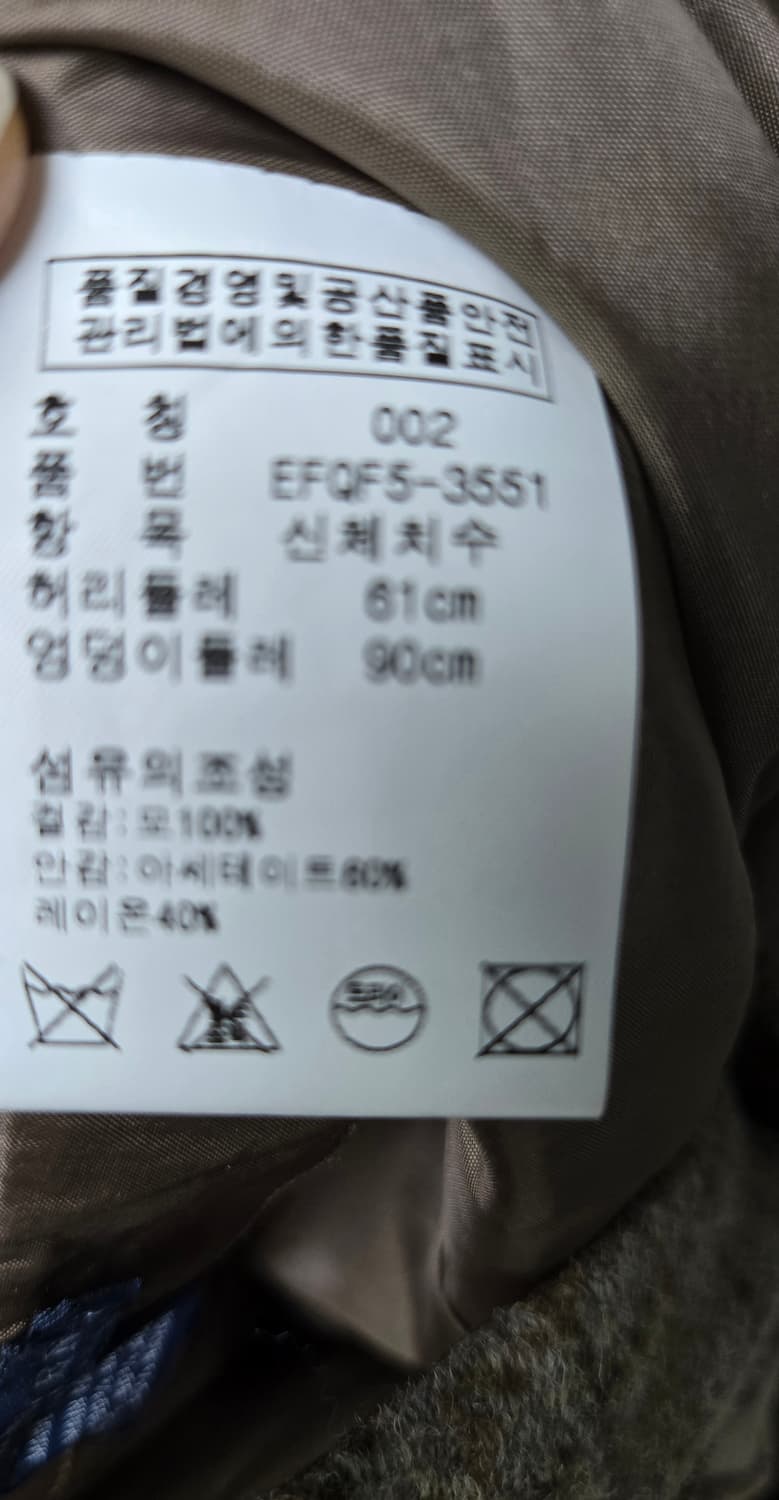 품질경영및공산품안전
관리법에의한품질표시
호 칭 002
품 번 EFQF5-3551
항 목 신체치수
허리둘레 61cm
엉덩이둘레 90cm
섬유의조성
겉감:모100%
안감:아세테이트60%
레이온40%